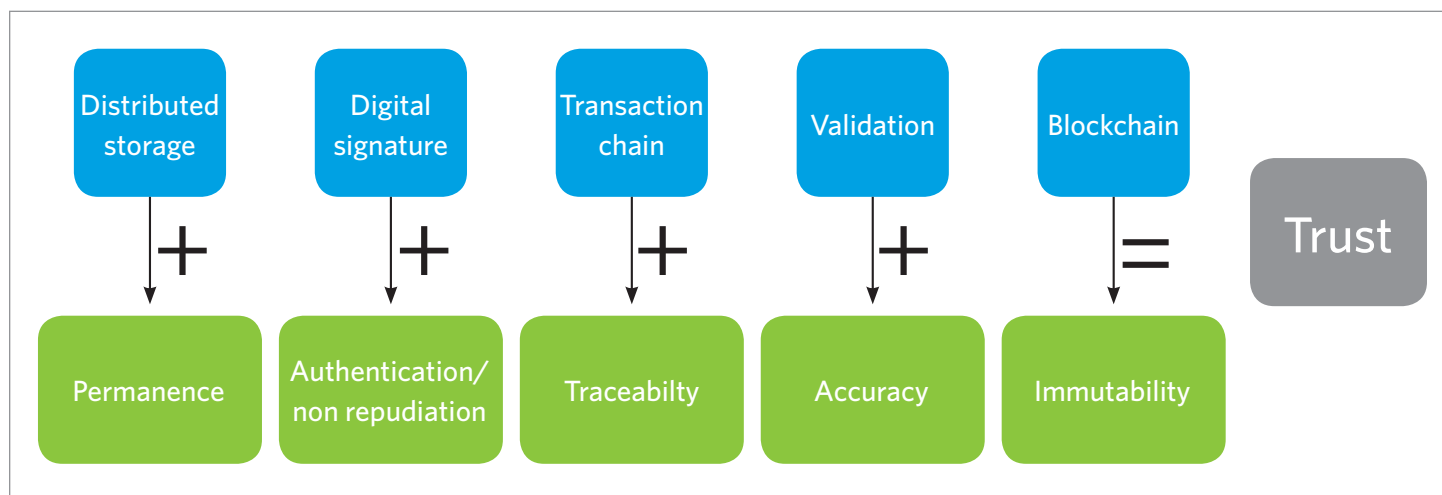 Distributed
storage
Digital
signature
Transaction
chain
Validation
Blockchain
Trust
+
+
+
+
=
Permanence
Authentication/
non repudiation
Traceabilty
Accuracy
Immutability